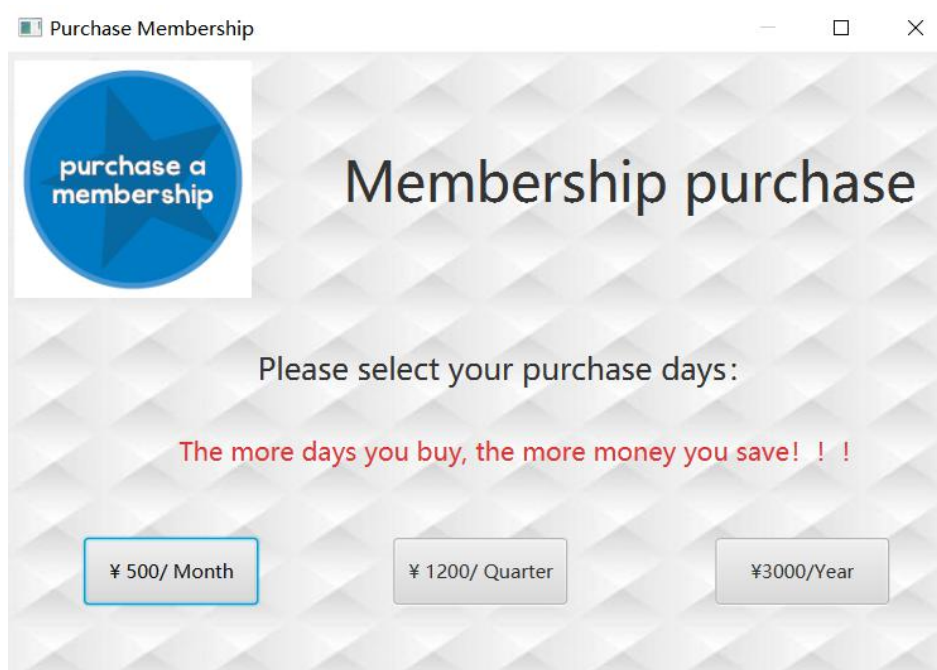 Purchase Membership
purchase a
membership
Membership purchase
Please select your purchase days：
The more days you buy, the more money you save！！！
¥ 500/ Month
¥ 1200/ Quarter
¥3000/Year